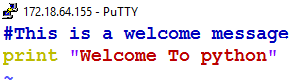 172.18.64.155 - PuTTY
#This is a welcome message
print "Welcome To python"
~